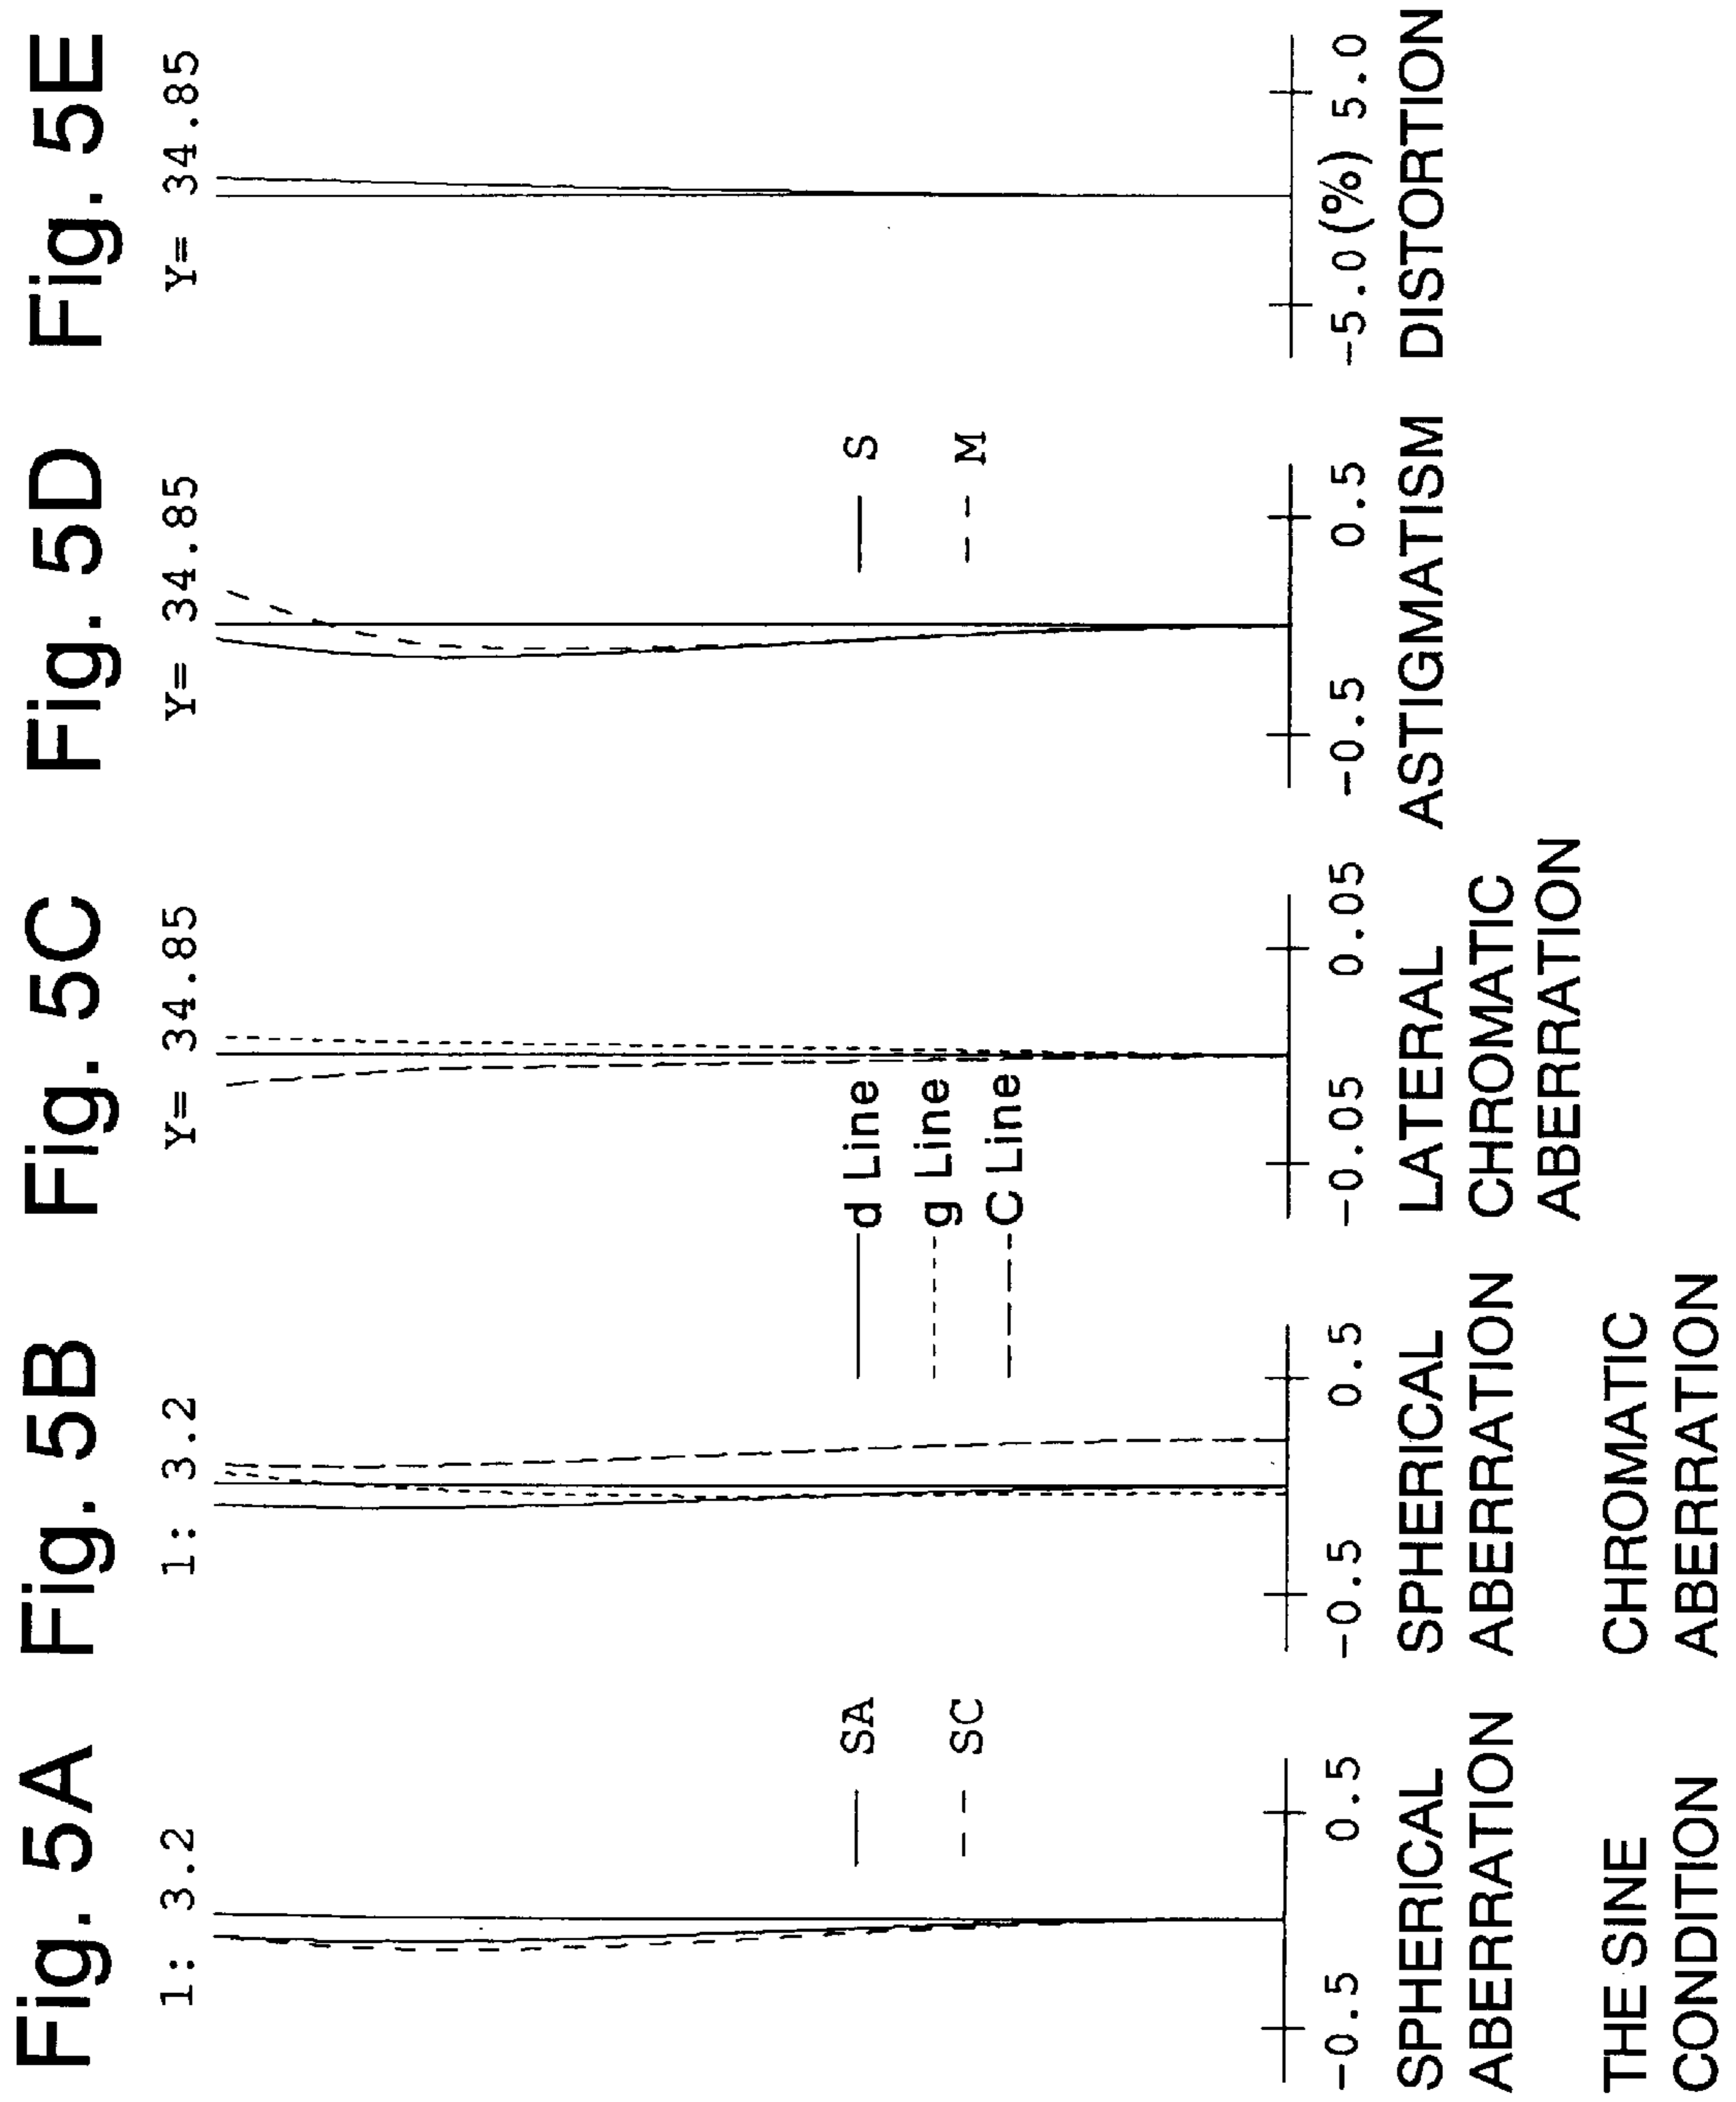 Fig. 5A
1: 3.2
SA
SC
-0.5 0.5
SPHERICAL
ABERRATION
THE SINE
CONDITION
Fig. 5B
1: 3.2
d Line
g Line
C Line
-0.5 0.5
SPHERICAL
ABERRATION
CHROMATIC
ABERRATION
Fig. 5C
Y= 34.85
-0.05 0.05
LATERAL
CHROMATIC
ABERRATION
Fig. 5D
Y= 34.85
S
M
-0.5 0.5
ASTIGMATISM
Fig. 5E
Y= 34.85
-5.0 (%) 5.0
DISTORTION